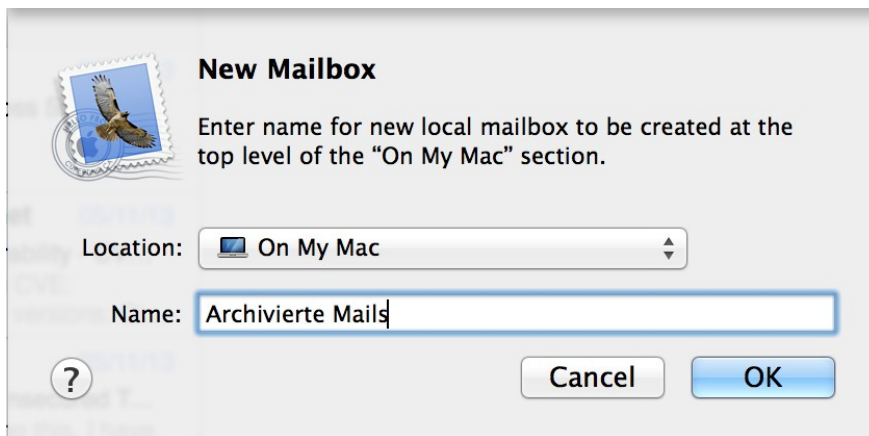 New Mailbox
Enter name for new local mailbox to be created at the
top level of the “On My Mac” section.
Location: On My Mac
Name: Archivierte Mails
?
Cancel OK